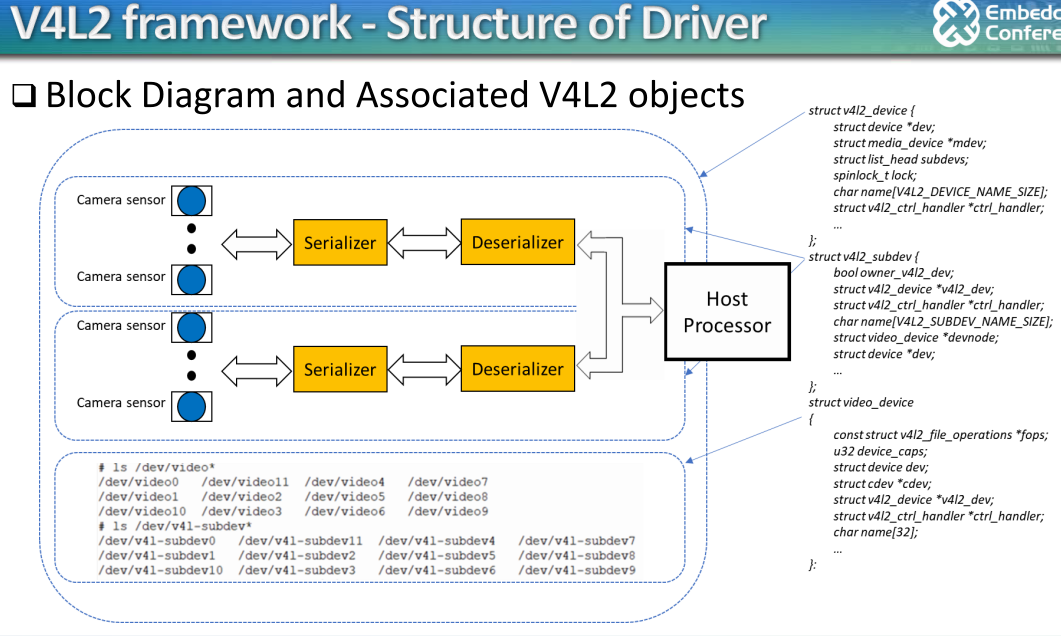 V4L2 framework - Structure of Driver
❑ Block Diagram and Associated V4L2 objects
Camera sensor
Camera sensor
Serializer
Deserializer
Camera sensor
Camera sensor
Serializer
Deserializer
Host
Processor
# ls /dev/video*
/dev/video0 /dev/video11 /dev/video4 /dev/video7
/dev/video1 /dev/video2 /dev/video5 /dev/video8
/dev/video10 /dev/video3 /dev/video6 /dev/video9
# ls /dev/v4l-subdev*
/dev/v4l-subdev0 /dev/v4l-subdev11 /dev/v4l-subdev4 /dev/v4l-subdev7
/dev/v4l-subdev1 /dev/v4l-subdev2 /dev/v4l-subdev5 /dev/v4l-subdev8
/dev/v4l-subdev10 /dev/v4l-subdev3 /dev/v4l-subdev6 /dev/v4l-subdev9
struct v4l2_device {
struct device *dev;
struct media_device *mdev;
struct list_head subdevs;
spinlock_t lock;
char name[V4L2_DEVICE_NAME_SIZE];
struct v4l2_ctrl_handler *ctrl_handler;
...
};
struct v4l2_subdev {
bool owner_v4l2_dev;
struct v4l2_device *v4l2_dev;
struct v4l2_ctrl_handler *ctrl_handler;
char name[V4L2_SUBDEV_NAME_SIZE];
struct video_device *devnode;
struct device *dev;
...
};
struct video_device
{
const struct v4l2_file_operations *fops;
u32 device_caps;
struct device dev;
struct cdev *cdev;
struct v4l2_device *v4l2_dev;
struct v4l2_ctrl_handler *ctrl_handler;
char name[32];
...
}: